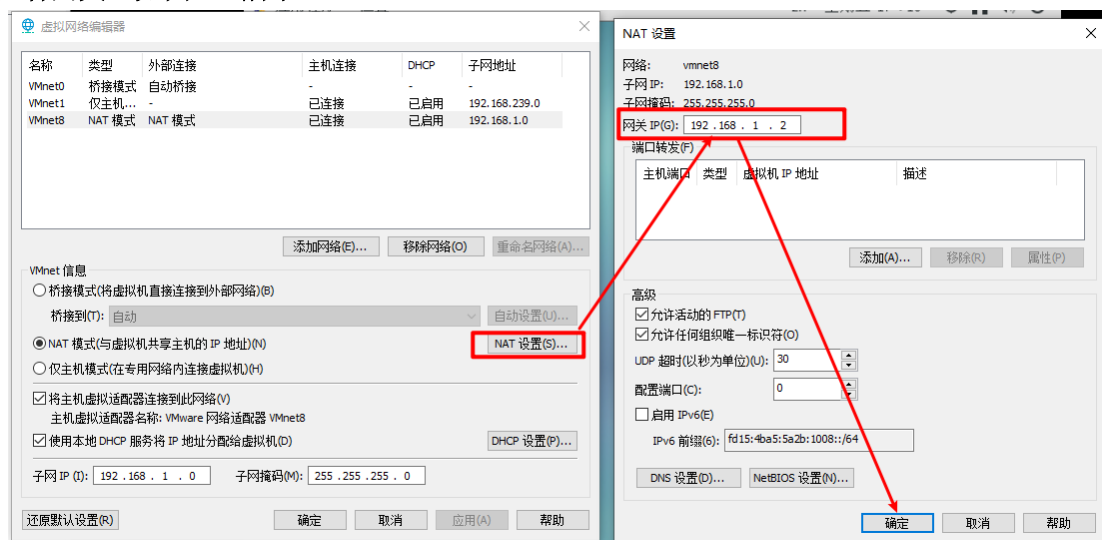 虚拟网络编辑器
名称 类型 外部连接 主机连接 DHCP 子网地址
VMnet0 桥接模式 自动桥接 - - -
VMnet1 仅主机... - 已连接 已启用 192.168.239.0
VMnet8 NAT 模式 NAT 模式 已连接 已启用 192.168.1.0
添加网络(E)... 移除网络(O) 重命名网络(A)...
VMnet 信息
桥接模式(将虚拟机直接连接到外部网络)(B)
桥接到(T): 自动 自动设置(U)...
NAT 模式(与虚拟机共享主机的 IP 地址)(N) NAT 设置(S)...
仅主机模式(在专用网络内连接虚拟机)(H)
将主机虚拟适配器连接到此网络(V)
主机虚拟适配器名称: VMware 网络适配器 VMnet8
使用本地 DHCP 服务将 IP 地址分配给虚拟机(D) DHCP 设置(P)...
子网 IP (I): 192 . 168 . 1 . 0 子网掩码(M): 255 . 255 . 255 . 0
还原默认设置(R) 确定 取消 应用(A) 帮助
NAT 设置
网络: vmnet8
子网 IP: 192.168.1.0
子网掩码: 255.255.255.0
网关 IP(G): 192 . 168 . 1 . 2
端口转发(F)
主机端口 类型 虚拟机 IP 地址 描述
添加(A)... 移除(R) 属性(P)
高级
允许活动的 FTP(T)
允许任何组织唯一标识符(O)
UDP 超时(以秒为单位)(U): 30
配置端口(C): 0
启用 IPv6(E)
IPv6 前缀(6): fd15:4ba5:5a2b:1008::/64
DNS 设置(D)... NetBIOS 设置(N)...
确定 取消 帮助